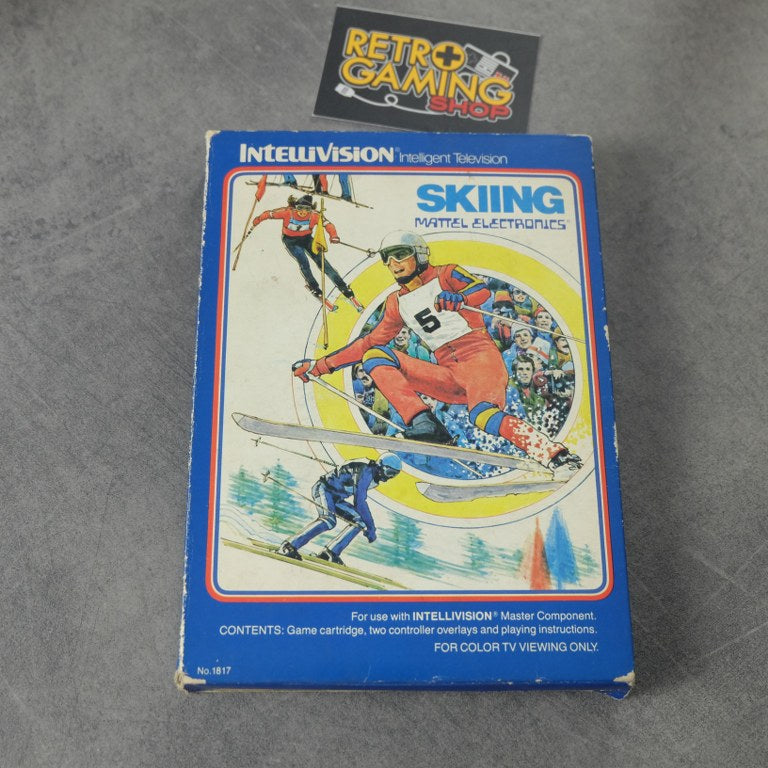 RETRO
GAMING
SHOP
INTELLIVISION® Intelligent Television
SKIING
MATTEL ELECTRONICS®
1
5
For use with INTELLIVISION® Master Component.
CONTENTS: Game cartridge, two controller overlays and playing instructions.
FOR COLOR TV VIEWING ONLY.
No. 1817